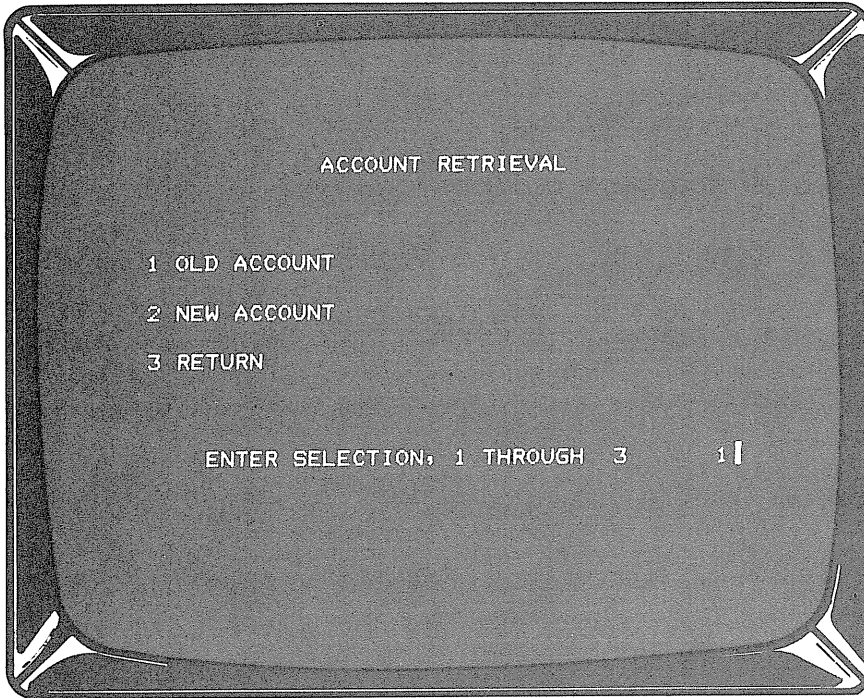 ACCOUNT RETRIEVAL
1 OLD ACCOUNT
2 NEW ACCOUNT
3 RETURN
ENTER SELECTION, 1 THROUGH 3 1